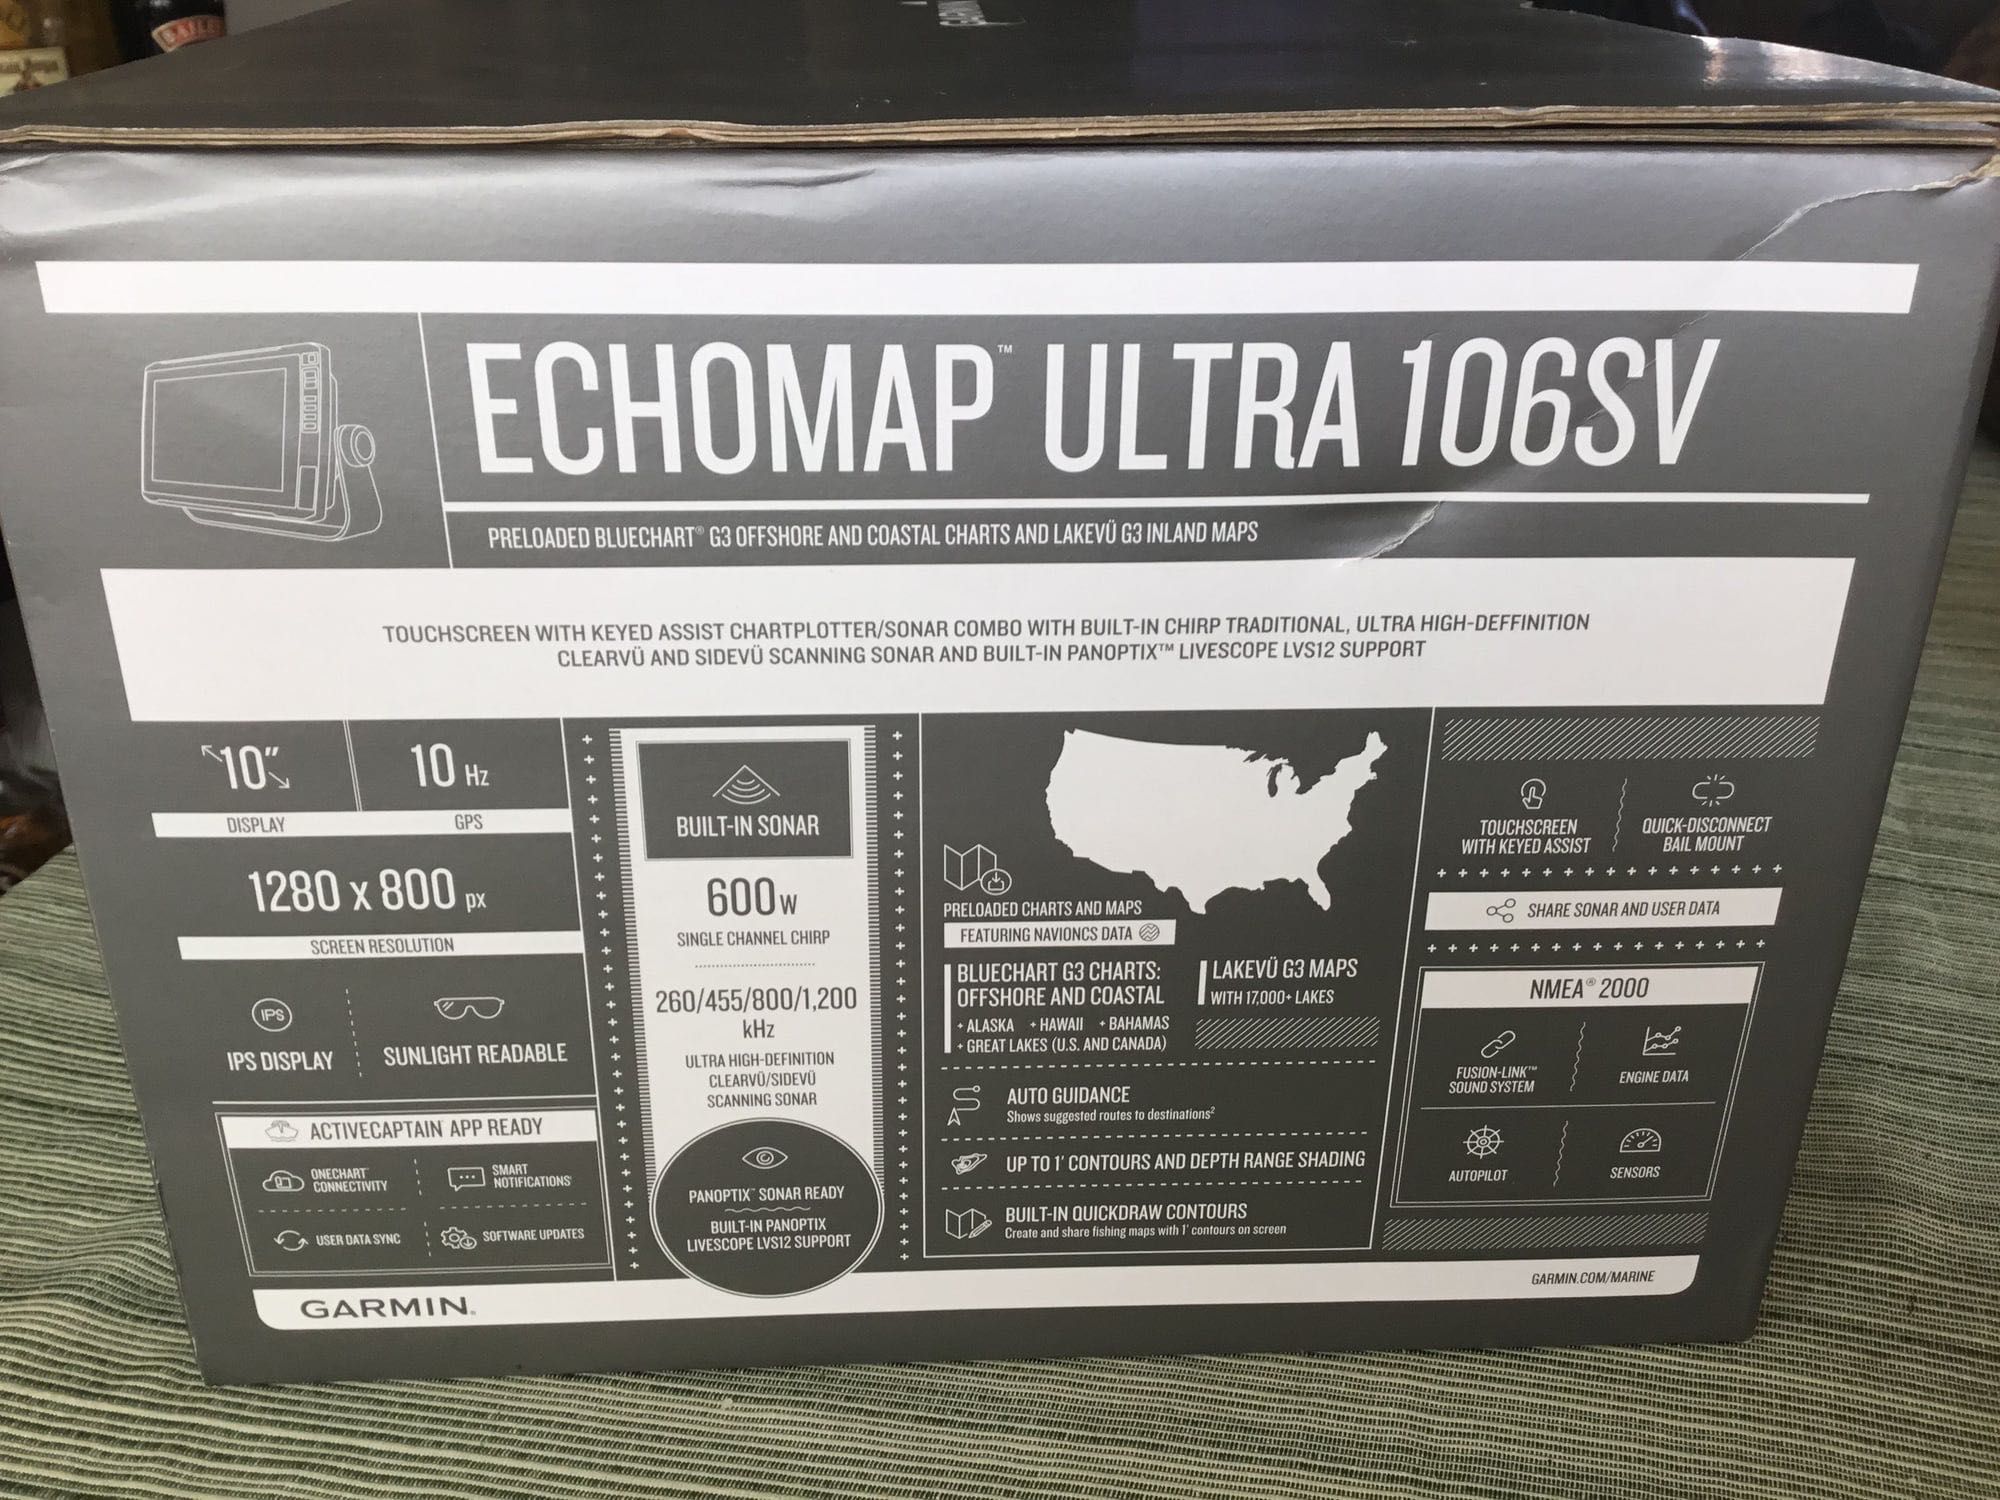 ECHOMAP™ ULTRA 106SV
PRELOADED BLUECHART® G3 OFFSHORE AND COASTAL CHARTS AND LAKEVÜ G3 INLAND MAPS
TOUCHSCREEN WITH KEYED ASSIST CHARTPLOTTER/SONAR COMBO WITH BUILT-IN CHIRP TRADITIONAL, ULTRA HIGH-DEFFINITION
CLEARVÜ AND SIDEVÜ SCANNING SONAR AND BUILT-IN PANOPTIX™ LIVESCOPE LVS12 SUPPORT
10"
DISPLAY
10 Hz
GPS
1280 x 800 px
SCREEN RESOLUTION
IPS
IPS DISPLAY
SUNLIGHT READABLE
ACTIVECAPTAIN® APP READY
ONECHART™
CONNECTIVITY
SMART
NOTIFICATIONS¹
USER DATA SYNC
SOFTWARE UPDATES
BUILT-IN SONAR
600W
SINGLE CHANNEL CHIRP
260/455/800/1,200
kHz
ULTRA HIGH-DEFINITION
CLEARVÜ/SIDEVÜ
SCANNING SONAR
PANOPTIX™ SONAR READY
BUILT-IN PANOPTIX
LIVESCOPE LVS12 SUPPORT
PRELOADED CHARTS AND MAPS
FEATURING NAVIONCS DATA
BLUECHART G3 CHARTS:
OFFSHORE AND COASTAL
+ ALASKA + HAWAII + BAHAMAS
+ GREAT LAKES (U.S. AND CANADA)
LAKEVÜ G3 MAPS
WITH 17,000+ LAKES
AUTO GUIDANCE
Shows suggested routes to destinations²
UP TO 1' CONTOURS AND DEPTH RANGE SHADING
BUILT-IN QUICKDRAW CONTOURS
Create and share fishing maps with 1' contours on screen
TOUCHSCREEN
WITH KEYED ASSIST
QUICK-DISCONNECT
BAIL MOUNT
SHARE SONAR AND USER DATA
NMEA® 2000
FUSION-LINK™
SOUND SYSTEM
ENGINE DATA
AUTOPILOT
SENSORS
GARMIN®
GARMIN.COM/MARINE